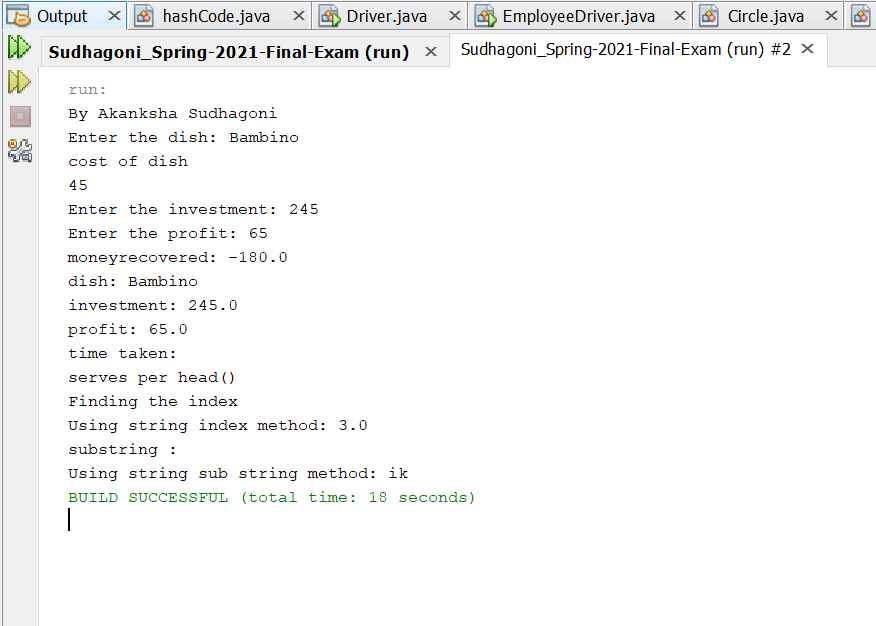 Output hashCode.java Driver.java EmployeeDriver.java Circle.java
Sudhagoni_Spring-2021-Final-Exam (run) Sudhagoni_Spring-2021-Final-Exam (run) #2
run:
By Akanksha Sudhagoni
Enter the dish: Bambino
cost of dish
45
Enter the investment: 245
Enter the profit: 65
moneyrecovered: -180.0
dish: Bambino
investment: 245.0
profit: 65.0
time taken:
serves per head()
Finding the index
Using string index method: 3.0
substring :
Using string sub string method: ik
BUILD SUCCESSFUL (total time: 18 seconds)